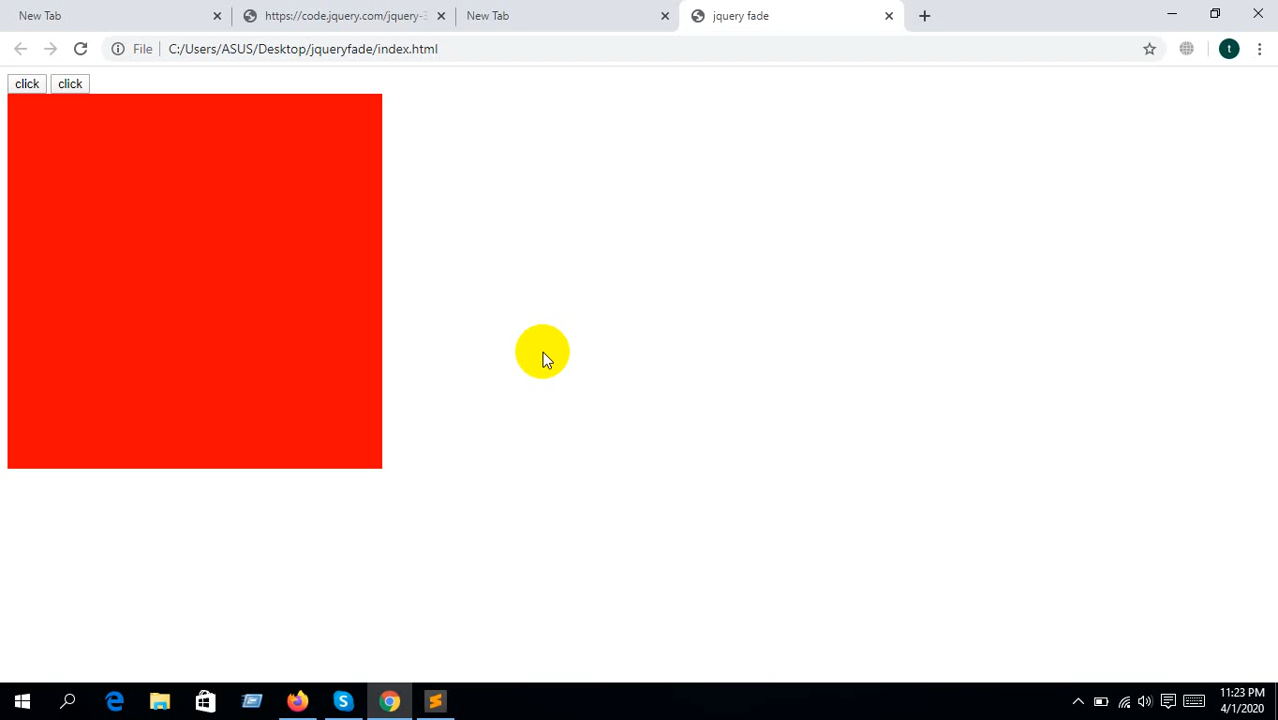 New Tab
https://code.jquery.com/jquery-3
New Tab
jquery fade
File
C:/Users/ASUS/Desktop/jqueryfade/index.html
t
click click
11:23 PM
4/1/2020